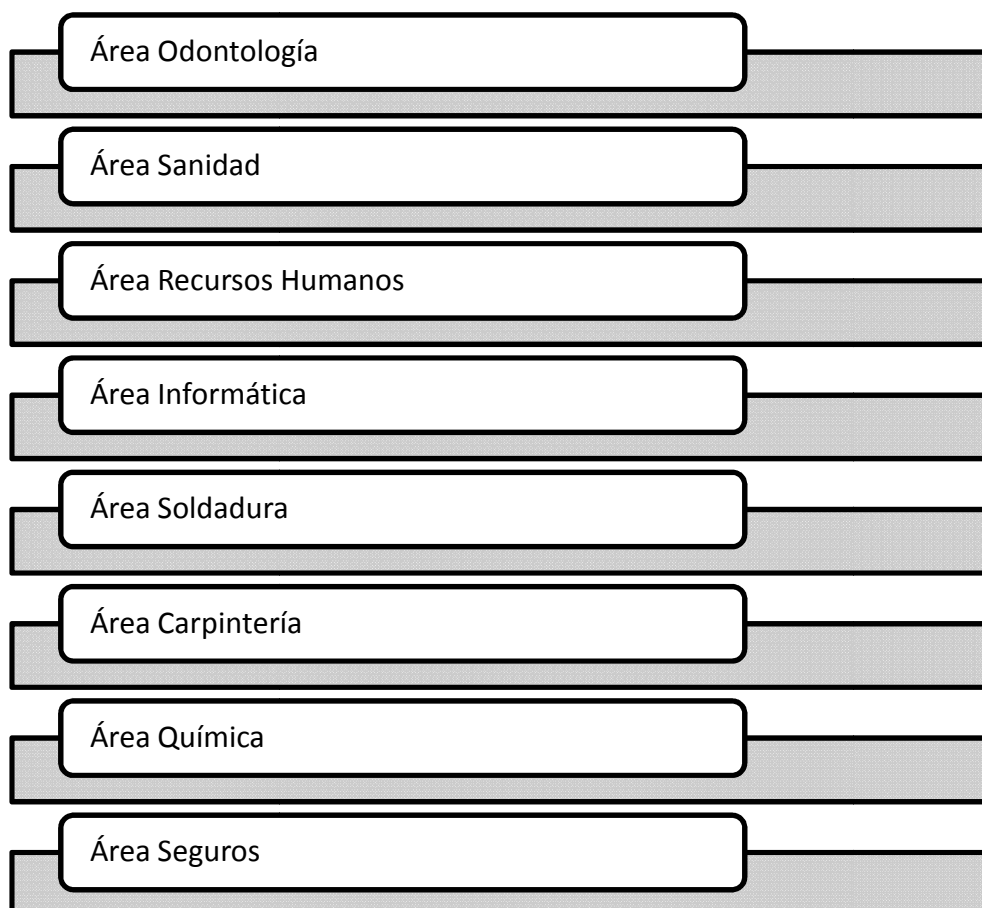 Área Odontología
Área Sanidad
Área Recursos Humanos
Área Informática
Área Soldadura
Área Carpintería
Área Química
Área Seguros